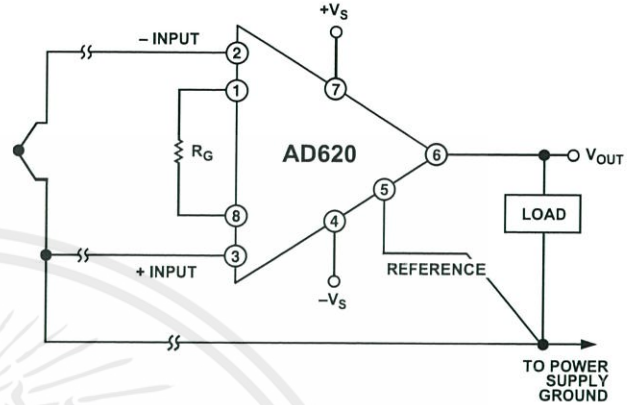 +VS
– INPUT
2
7
1
RG
AD620
6
VOUT
5
8
4
LOAD
3
+ INPUT
REFERENCE
–VS
TO POWER
SUPPLY
GROUND